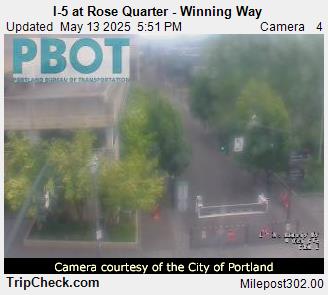 I-5 at Rose Quarter - Winning Way
Updated May 13 2025 5:51 PM Camera 4
PBOT
PORTLAND BUREAU OF TRANSPORTATION
Camera courtesy of the City of Portland
TripCheck.com Milepost302.00